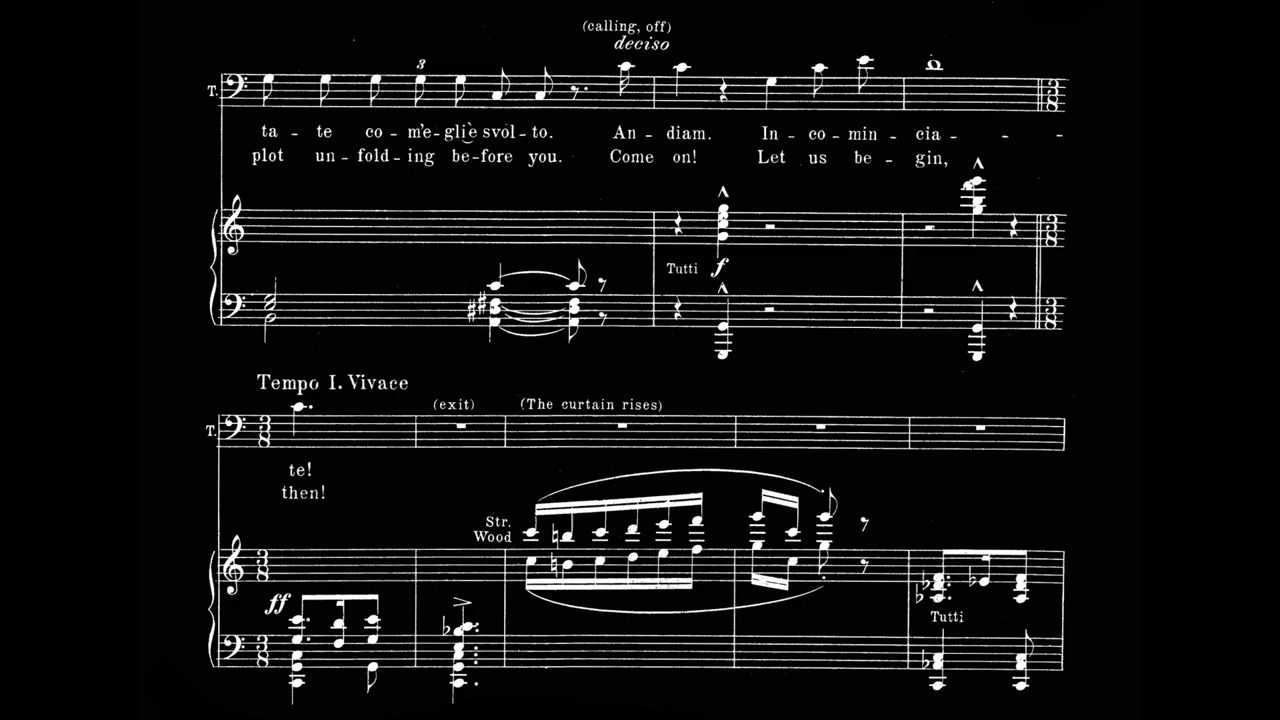 (calling, off)
deciso
3
T.
ta - te co - m'e - gliè svol - to. An - diam. In - co - min - cia - - -
plot un - fold - ing be - fore you. Come on! Let us be - gin,
Tutti f
Tempo I. Vivace
(exit) (The curtain rises)
T.
te!
then!
Str.
Wood
ff
Tutti